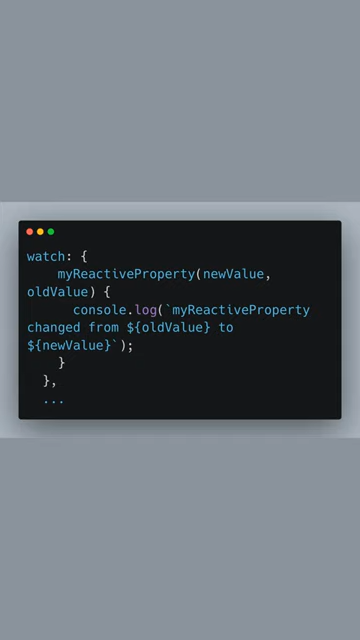 watch: {
myReactiveProperty(newValue,
oldValue) {
console.log(`myReactiveProperty
changed from ${oldValue} to
${newValue}`);
}
},
...